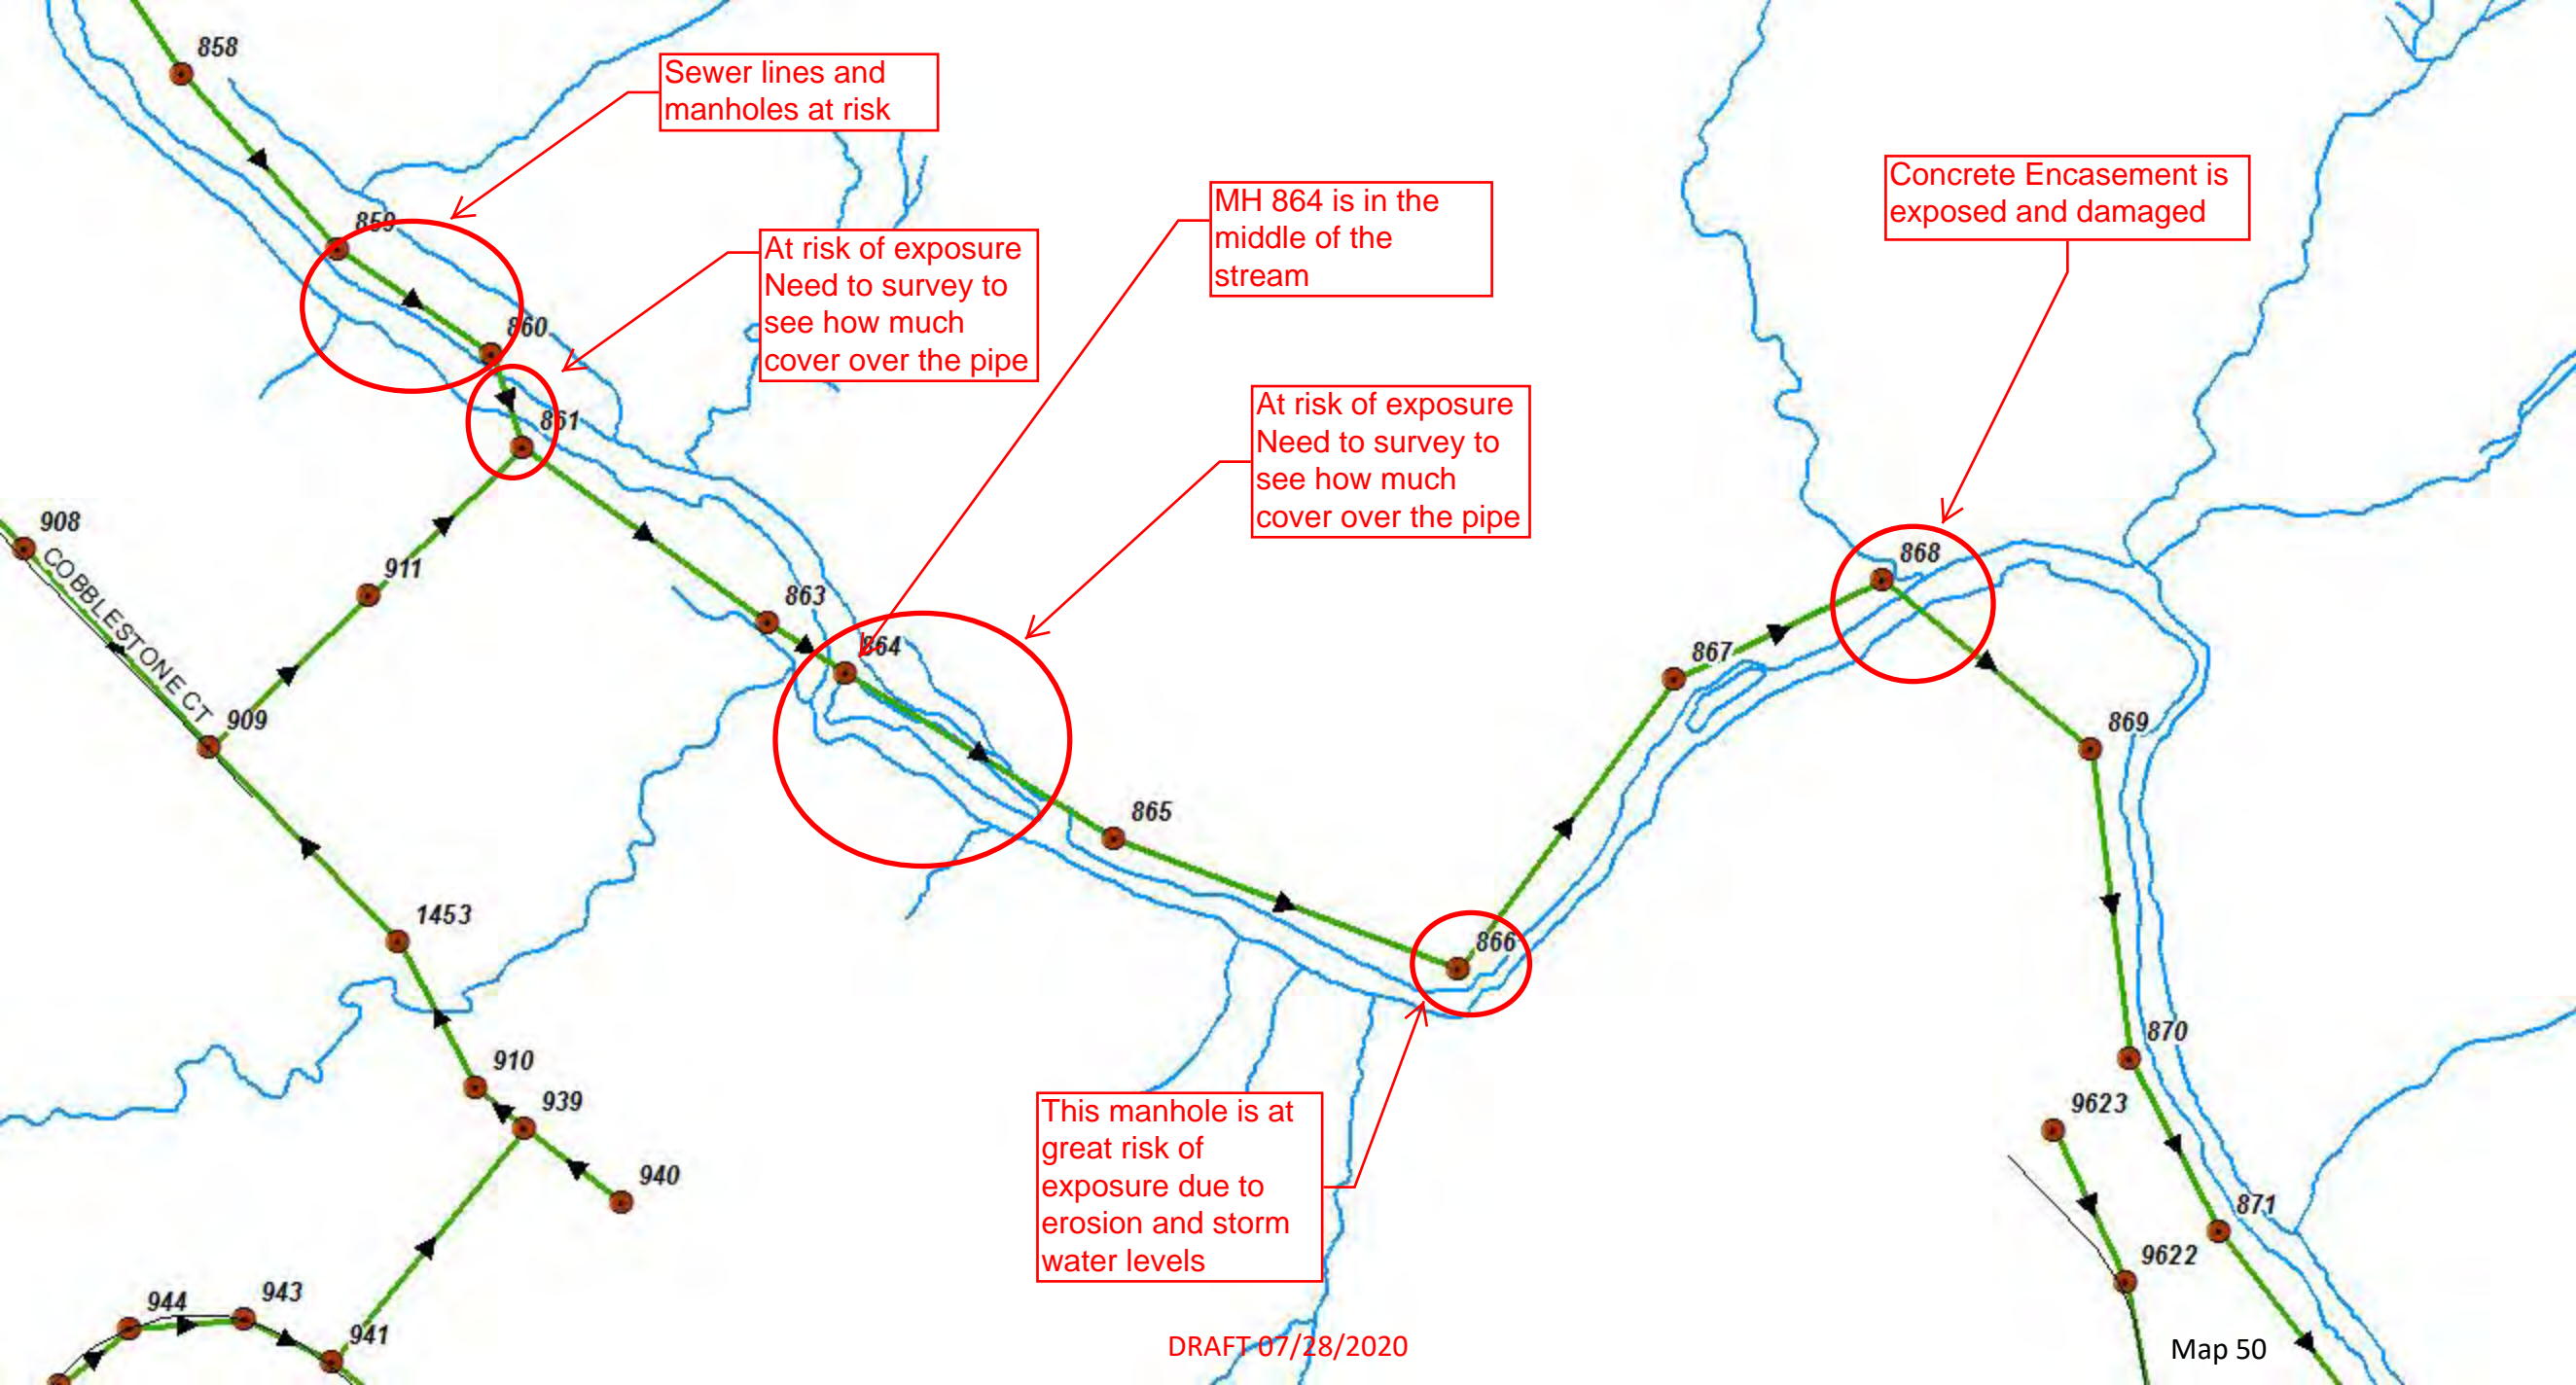 858
Sewer lines and
manholes at risk
859
At risk of exposure
Need to survey to
see how much
cover over the pipe
MH 864 is in the
middle of the
stream
Concrete Encasement is
exposed and damaged
860
861
At risk of exposure
Need to survey to
see how much
cover over the pipe
908
COBBLESTONE CT
911
863
864
868
867
909
869
865
1453
866
910
939
870
940
This manhole is at
great risk of
exposure due to
erosion and storm
water levels
9623
871
9622
944
943
941
DRAFT 07/28/2020
Map 50